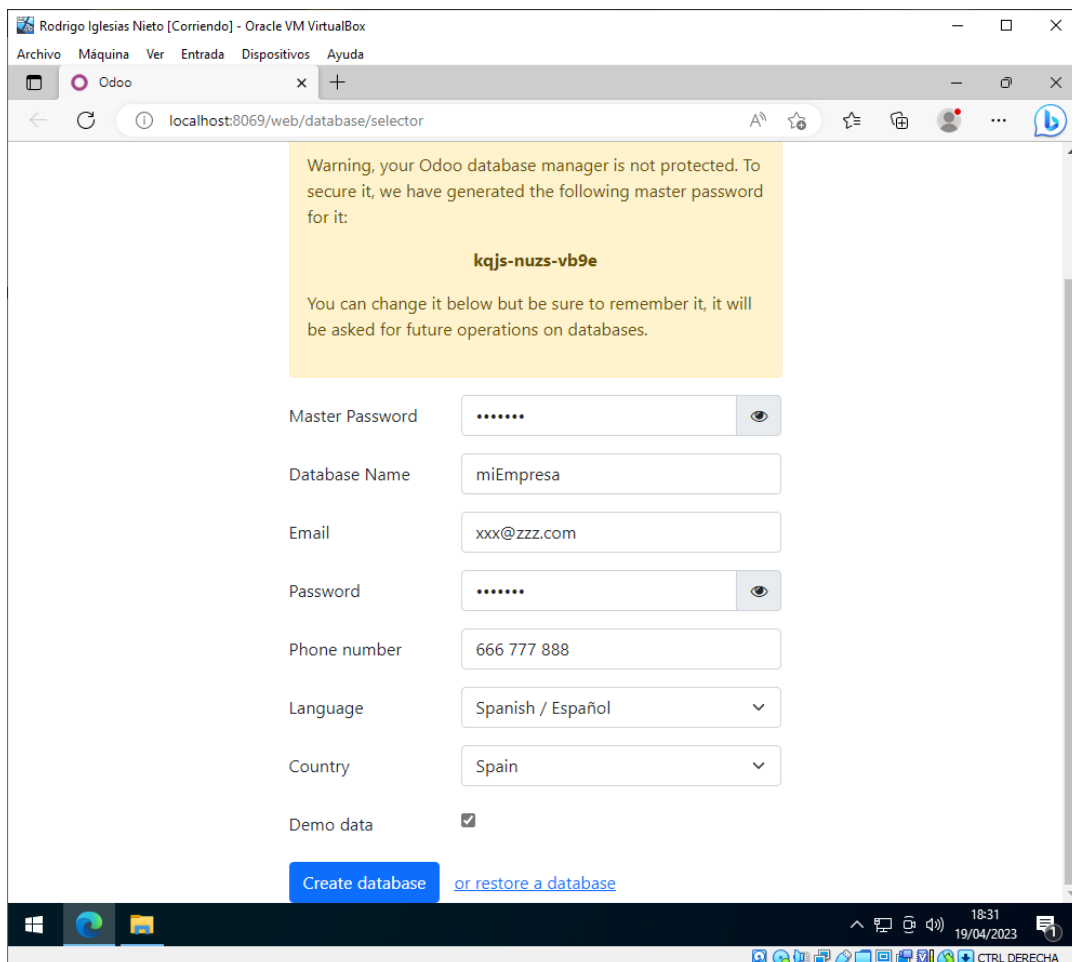 Rodrigo Iglesias Nieto [Corriendo] - Oracle VM VirtualBox
Archivo Máquina Ver Entrada Dispositivos Ayuda
Odoo
localhost:8069/web/database/selector
Warning, your Odoo database manager is not protected. To
secure it, we have generated the following master password
for it:
kqjs-nuzs-vb9e
You can change it below but be sure to remember it, it will
be asked for future operations on databases.
Master Password •••••••
Database Name miEmpresa
Email xxx@zzz.com
Password •••••••
Phone number 666 777 888
Language Spanish / Español
Country Spain
Demo data
Create database or restore a database
18:31
19/04/2023
1
CTRL DERECHA